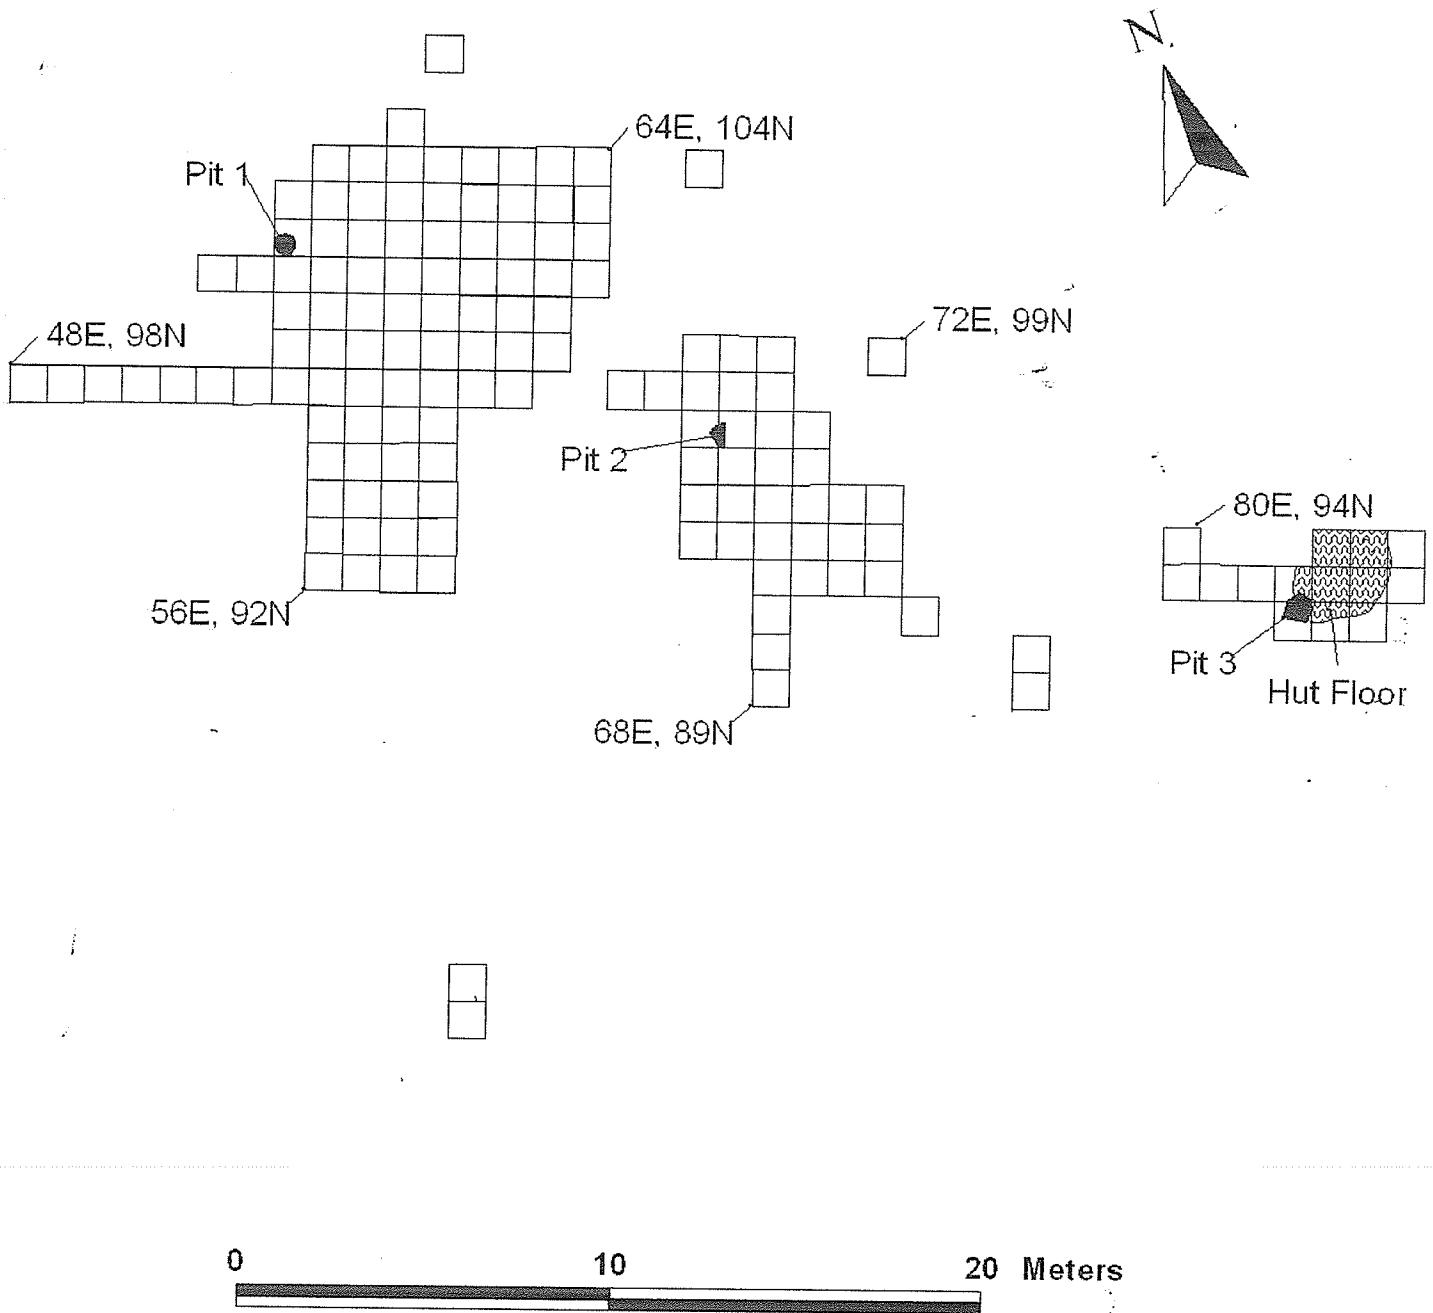 N
64E, 104N
Pit 1
48E, 98N
72E, 99N
Pit 2
80E, 94N
56E, 92N
Pit 3
Hut Floor
68E, 89N
0 10 20 Meters